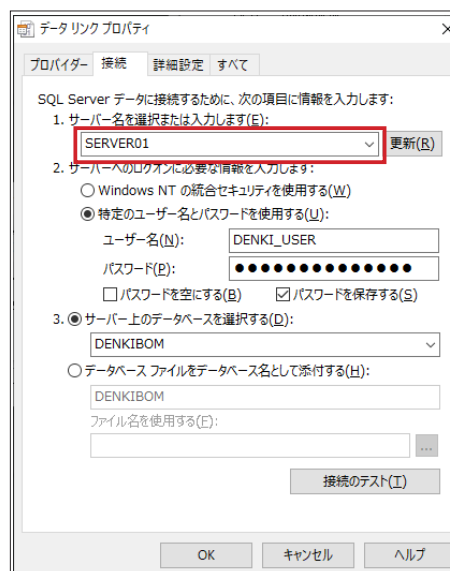 データ リンク プロパティ
プロバイダー 接続 詳細設定 すべて
SQL Server データに接続するために、次の項目に情報を入力します:
1. サーバー名を選択または入力します(E):
SERVER01 更新(R)
2. サーバーへのログオンに必要な情報を入力します:
Windows NT の統合セキュリティを使用する(W)
特定のユーザー名とパスワードを使用する(U):
ユーザー名(N): DENKI_USER
パスワード(P): ●●●●●●●●●●●●●●
パスワードを空にする(B) パスワードを保存する(S)
3. サーバー上のデータベースを選択する(D):
DENKIBOM
データベース ファイルをデータベース名として添付する(H):
DENKIBOM
ファイル名を使用する(F):
...
接続のテスト(T)
OK キャンセル ヘルプ